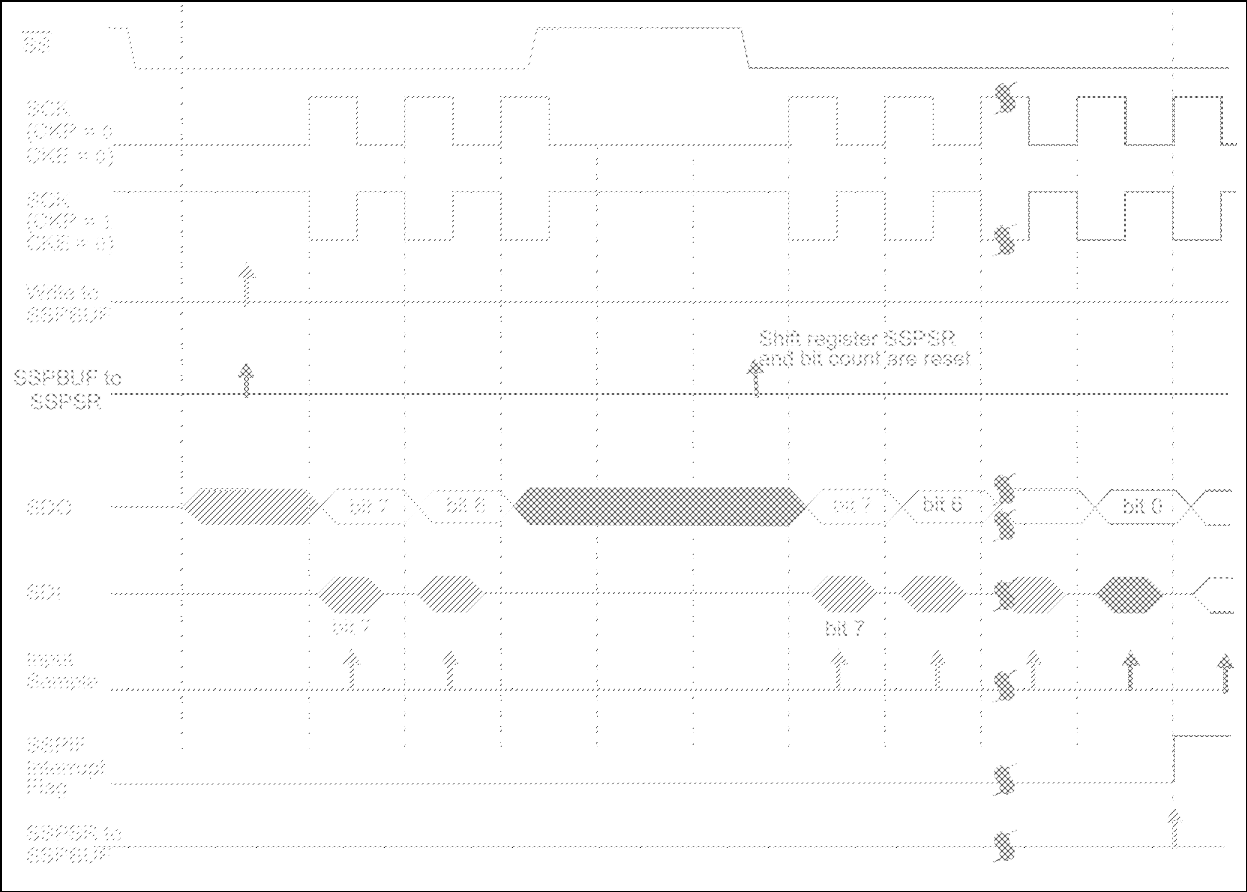 SS
SCK
(CKP = 0
CKE = 0)
SCK
(CKP = 1
CKE = 0)
Write to
SSPBUF
Shift register SSPSR
and bit count are reset
SSPBUF to
SSPSR
SDO
bit 7
bit 6
bit 7
bit 6
bit 0
SDI
bit 7
bit 7
Input
Sample
SSPIF
Interrupt
Flag
SSPSR to
SSPBUF